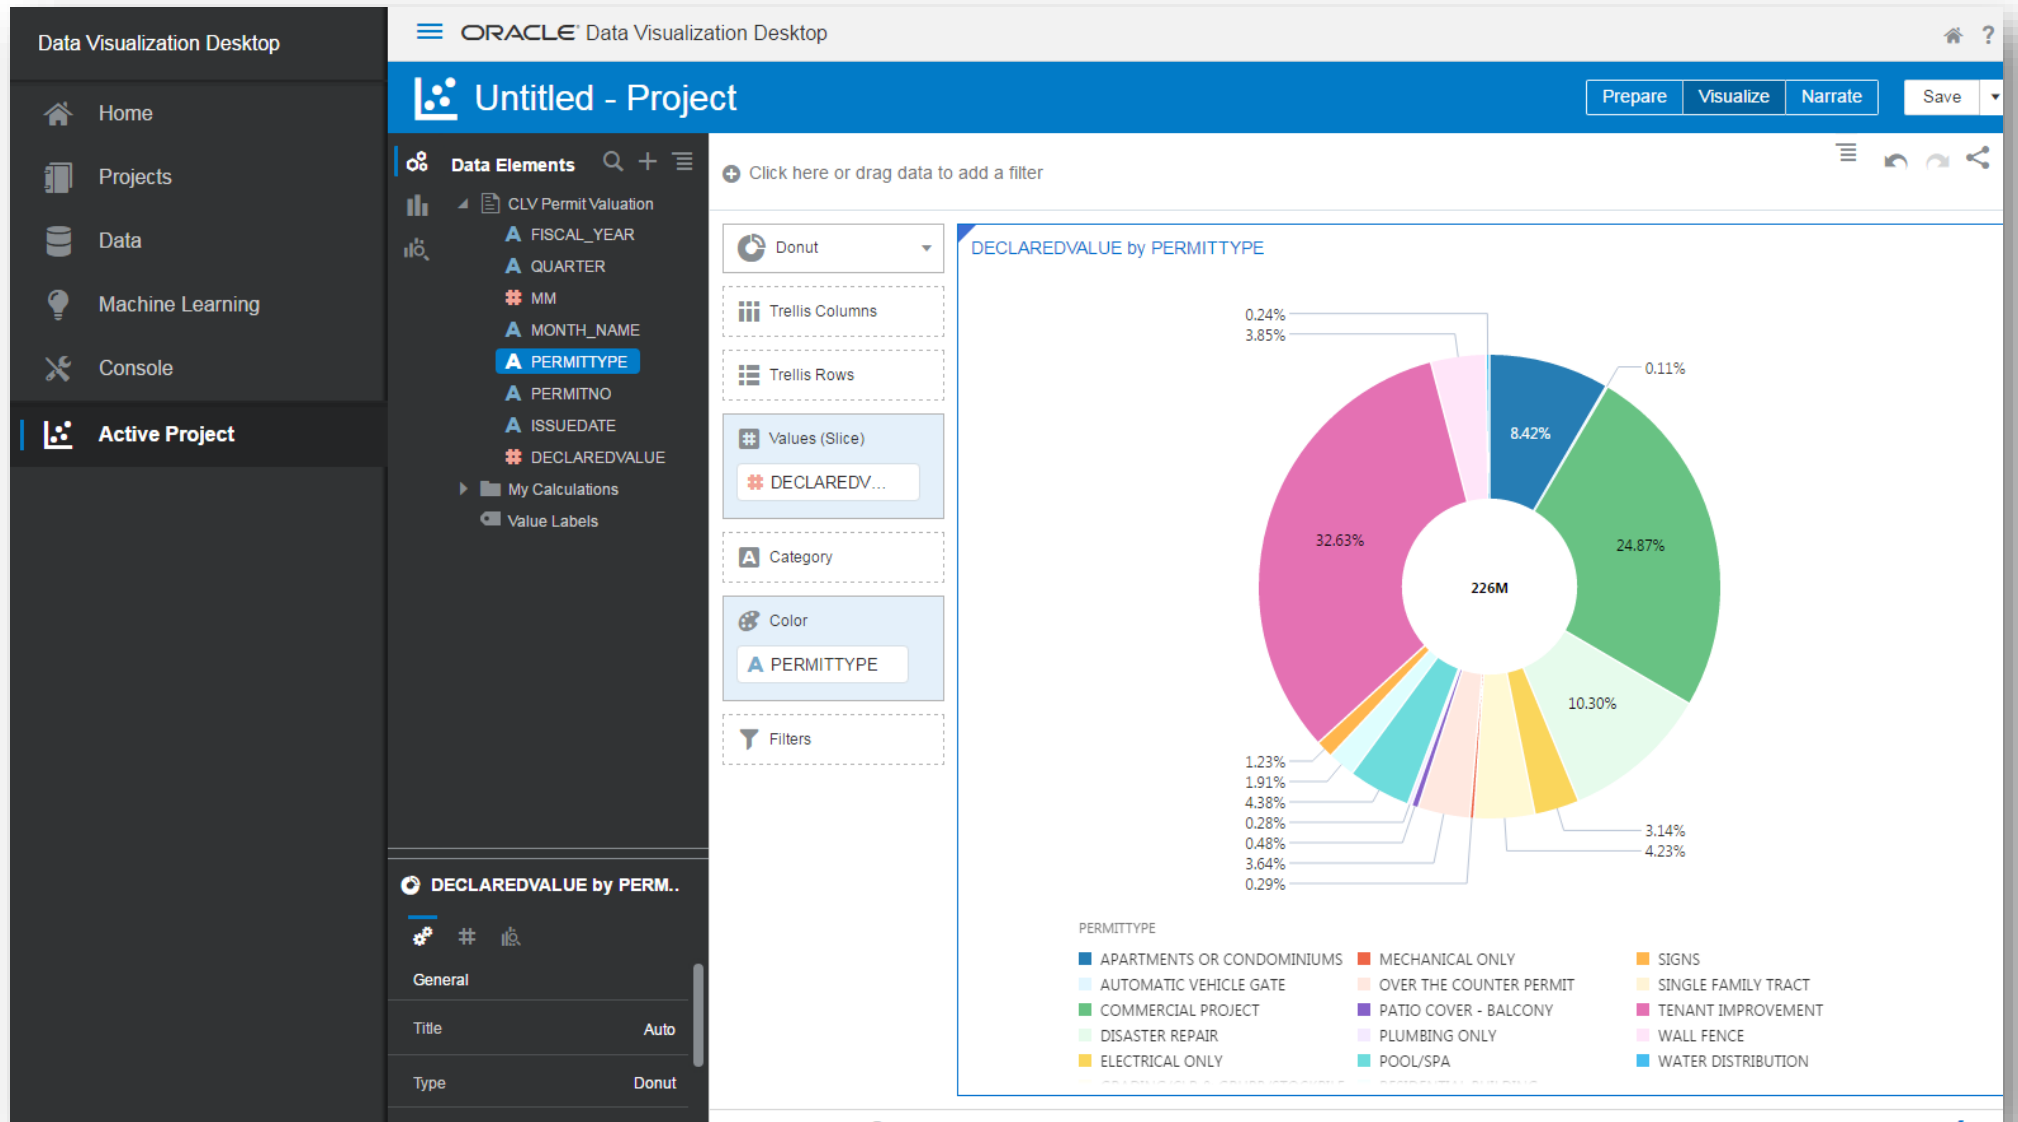 Data Visualization Desktop
Home
Projects
Data
Machine Learning
Console
Active Project
ORACLE Data Visualization Desktop
?
Untitled - Project
Prepare
Visualize
Narrate
Save
Data Elements
CLV Permit Valuation
A FISCAL_YEAR
A QUARTER
# MM
A MONTH_NAME
A PERMITTYPE
A PERMITNO
A ISSUEDATE
# DECLAREDVALUE
My Calculations
Value Labels
DECLAREDVALUE by PERM..
#
General
Title Auto
Type Donut
Click here or drag data to add a filter
Donut
Trellis Columns
Trellis Rows
# Values (Slice)
# DECLAREDV...
A Category
Color
A PERMITTYPE
Filters
DECLAREDVALUE by PERMITTYPE
0.24%
3.85%
0.11%
8.42%
32.63%
24.87%
226M
10.30%
1.23%
1.91%
4.38%
0.28%
0.48%
3.64%
0.29%
3.14%
4.23%
PERMITTYPE
APARTMENTS OR CONDOMINIUMS MECHANICAL ONLY SIGNS
AUTOMATIC VEHICLE GATE OVER THE COUNTER PERMIT SINGLE FAMILY TRACT
COMMERCIAL PROJECT PATIO COVER - BALCONY TENANT IMPROVEMENT
DISASTER REPAIR PLUMBING ONLY WALL FENCE
ELECTRICAL ONLY POOL/SPA WATER DISTRIBUTION